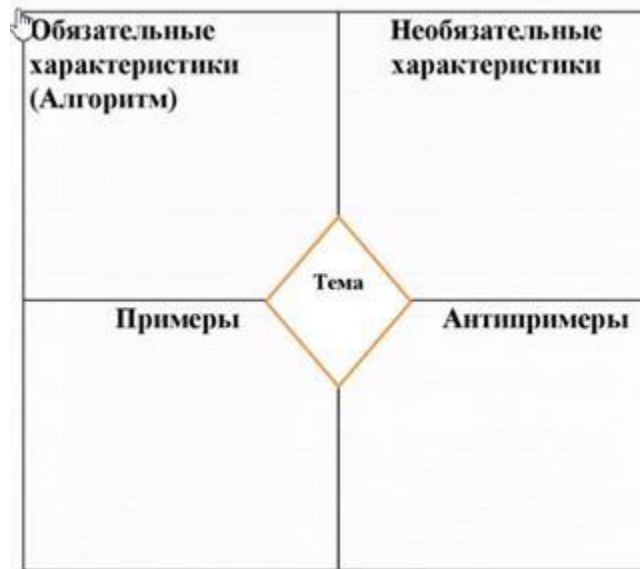 Обязательные
характеристики
(Алгоритм)
Необязательные
характеристики
Тема
Примеры
Антипримеры